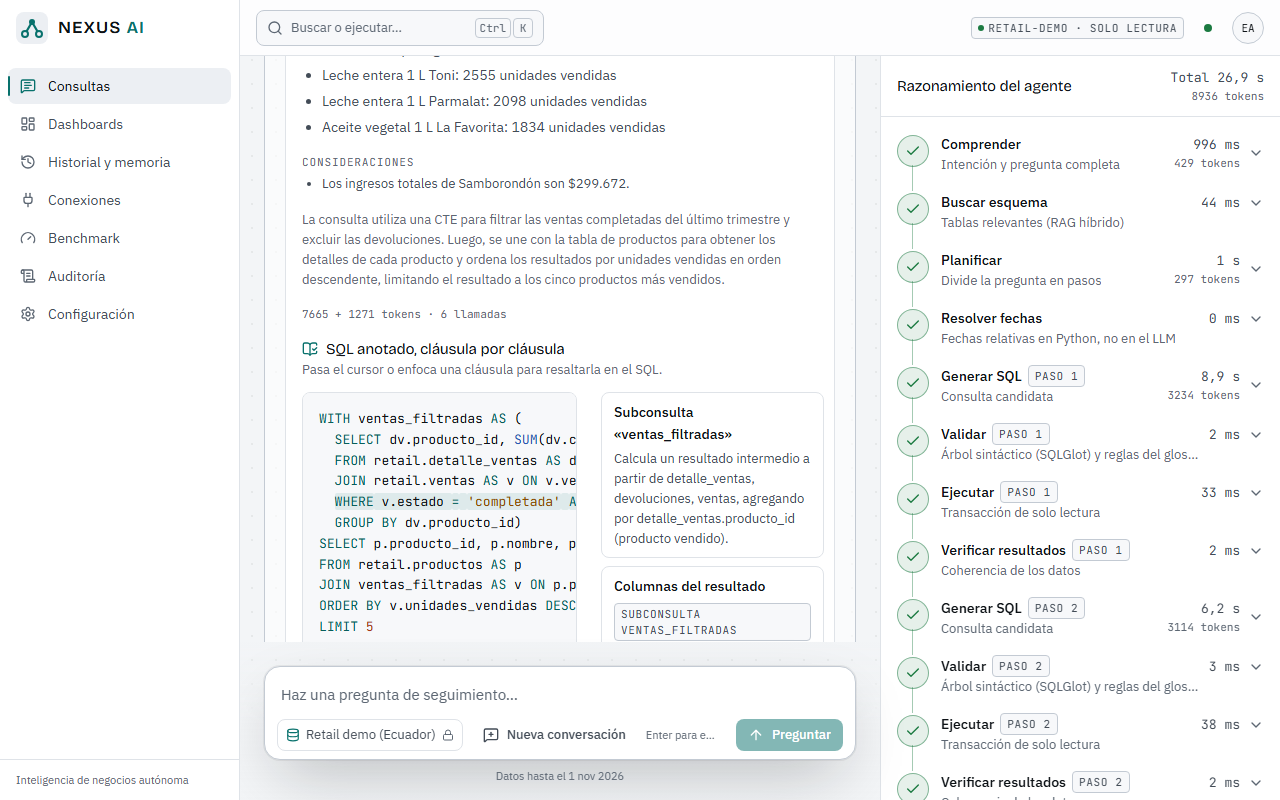 NEXUS AI
Buscar o ejecutar...
Ctrl K
RETAIL-DEMO · SOLO LECTURA
EA
Consultas
Dashboards
Historial y memoria
Conexiones
Benchmark
Auditoría
Configuración
Inteligencia de negocios autónoma
Leche entera 1 L Toni: 2555 unidades vendidas
Leche entera 1 L Parmalat: 2098 unidades vendidas
Aceite vegetal 1 L La Favorita: 1834 unidades vendidas
CONSIDERACIONES
Los ingresos totales de Samborondón son $299.672.
La consulta utiliza una CTE para filtrar las ventas completadas del último trimestre y
excluir las devoluciones. Luego, se une con la tabla de productos para obtener los
detalles de cada producto y ordena los resultados por unidades vendidas en orden
descendente, limitando el resultado a los cinco productos más vendidos.
7665 + 1271 tokens · 6 llamadas
SQL anotado, cláusula por cláusula
Pasa el cursor o enfoca una cláusula para resaltarla en el SQL.
WITH ventas_filtradas AS (
SELECT dv.producto_id, SUM(dv.c
FROM retail.detalle_ventas AS d
JOIN retail.ventas AS v ON v.ve
WHERE v.estado = 'completada' A
GROUP BY dv.producto_id)
SELECT p.producto_id, p.nombre, p
FROM retail.productos AS p
JOIN ventas_filtradas AS v ON p.p
ORDER BY v.unidades_vendidas DESC
LIMIT 5
Subconsulta
«ventas_filtradas»
Calcula un resultado intermedio a
partir de detalle_ventas,
devoluciones, ventas, agregando
por detalle_ventas.producto_id
(producto vendido).
Columnas del resultado
SUBCONSULTA
VENTAS_FILTRADAS
Haz una pregunta de seguimiento...
Retail demo (Ecuador)
Nueva conversación
Enter para e...
Preguntar
Datos hasta el 1 nov 2026
Razonamiento del agente
Total 26,9 s
8936 tokens
Comprender
996 ms
Intención y pregunta completa
429 tokens
Buscar esquema
44 ms
Tablas relevantes (RAG híbrido)
Planificar
1 s
Divide la pregunta en pasos
297 tokens
Resolver fechas
0 ms
Fechas relativas en Python, no en el LLM
Generar SQL PASO 1
8,9 s
Consulta candidata
3234 tokens
Validar PASO 1
2 ms
Árbol sintáctico (SQLGlot) y reglas del glos...
Ejecutar PASO 1
33 ms
Transacción de solo lectura
Verificar resultados PASO 1
2 ms
Coherencia de los datos
Generar SQL PASO 2
6,2 s
Consulta candidata
3114 tokens
Validar PASO 2
3 ms
Árbol sintáctico (SQLGlot) y reglas del glos...
Ejecutar PASO 2
38 ms
Transacción de solo lectura
Verificar resultados PASO 2
2 ms